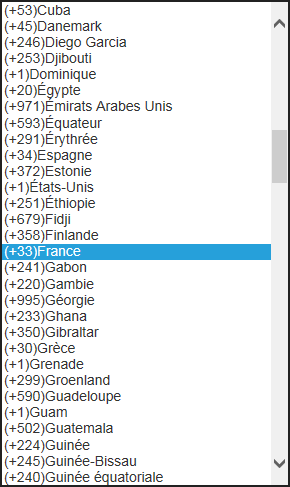 (+53)Cuba
(+45)Danemark
(+246)Diego Garcia
(+253)Djibouti
(+1)Dominique
(+20)Égypte
(+971)Émirats Arabes Unis
(+593)Équateur
(+291)Érythrée
(+34)Espagne
(+372)Estonie
(+1)États-Unis
(+251)Éthiopie
(+679)Fidji
(+358)Finlande
(+33)France
(+241)Gabon
(+220)Gambie
(+995)Géorgie
(+233)Ghana
(+350)Gibraltar
(+30)Grèce
(+1)Grenade
(+299)Groenland
(+590)Guadeloupe
(+1)Guam
(+502)Guatemala
(+224)Guinée
(+245)Guinée-Bissau
(+240)Guinée équatoriale